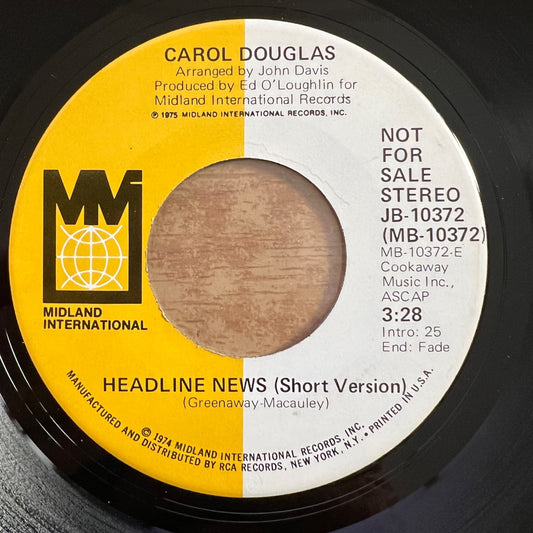 CAROL DOUGLAS
Arranged by John Davis
Produced by Ed O'Loughlin for
Midland International Records
℗ 1975 MIDLAND INTERNATIONAL RECORDS, INC.
NOT
FOR
SALE
STEREO
JB-10372
(MB-10372)
MB-10372-E
Cookaway
Music Inc.,
ASCAP
3:28
Intro: 25
End: Fade
MM
MIDLAND
INTERNATIONAL
HEADLINE NEWS (Short Version)
(Greenaway-Macauley)
© 1974 MIDLAND INTERNATIONAL RECORDS, INC.
MANUFACTURED AND DISTRIBUTED BY RCA RECORDS, NEW YORK, N.Y. • PRINTED IN U.S.A.